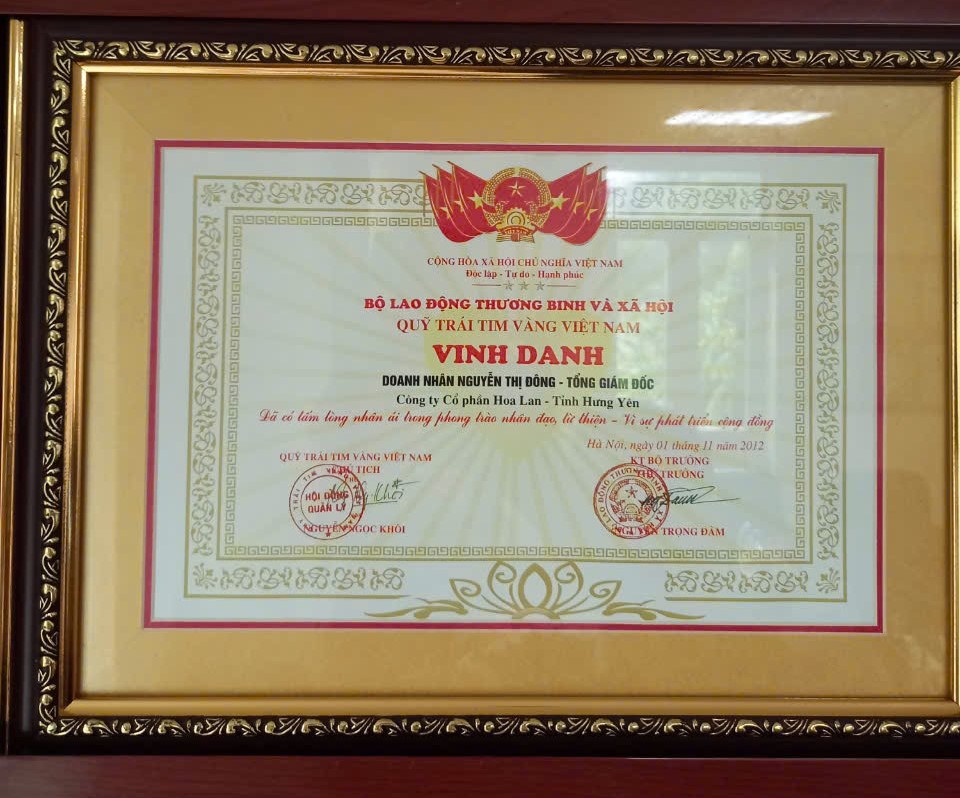 CỘNG HÒA XÃ HỘI CHỦ NGHĨA VIỆT NAM
Độc lập - Tự do - Hạnh phúc
BỘ LAO ĐỘNG THƯƠNG BINH VÀ XÃ HỘI
QUỸ TRÁI TIM VÀNG VIỆT NAM
VINH DANH
DOANH NHÂN NGUYỄN THỊ ĐÔNG - TỔNG GIÁM ĐỐC
Công ty Cổ phần Hoa Lan - Tỉnh Hưng Yên
Đã có tấm lòng nhân ái trong phong trào nhân đạo, từ thiện - Vì sự phát triển cộng đồng
Hà Nội, ngày 01 tháng 11 năm 2012
QUỸ TRÁI TIM VÀNG VIỆT NAM
CHỦ TỊCH
HỘI ĐỒNG
QUẢN LÝ
NGUYỄN NGỌC KHÔI
KT BỘ TRƯỞNG
THỨ TRƯỞNG
NGUYỄN TRỌNG ĐÀM